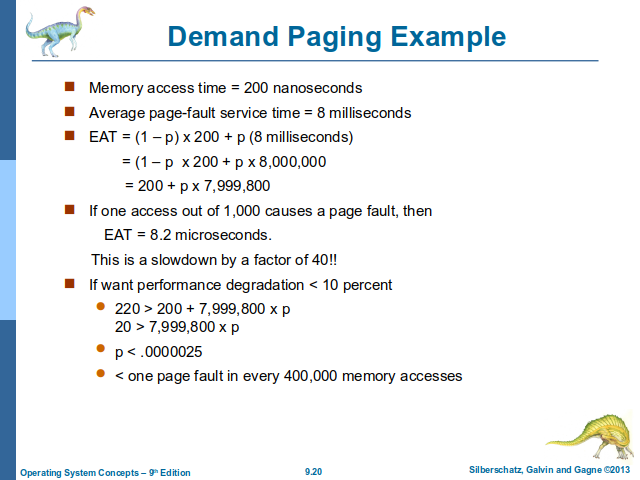 Demand Paging Example
Memory access time = 200 nanoseconds
Average page-fault service time = 8 milliseconds
EAT = (1 – p) x 200 + p (8 milliseconds)
= (1 – p x 200 + p x 8,000,000
= 200 + p x 7,999,800
If one access out of 1,000 causes a page fault, then
EAT = 8.2 microseconds.
This is a slowdown by a factor of 40!!
If want performance degradation < 10 percent
220 > 200 + 7,999,800 x p
20 > 7,999,800 x p
p < .0000025
< one page fault in every 400,000 memory accesses
Operating System Concepts – 9th Edition
9.20
Silberschatz, Galvin and Gagne ©2013